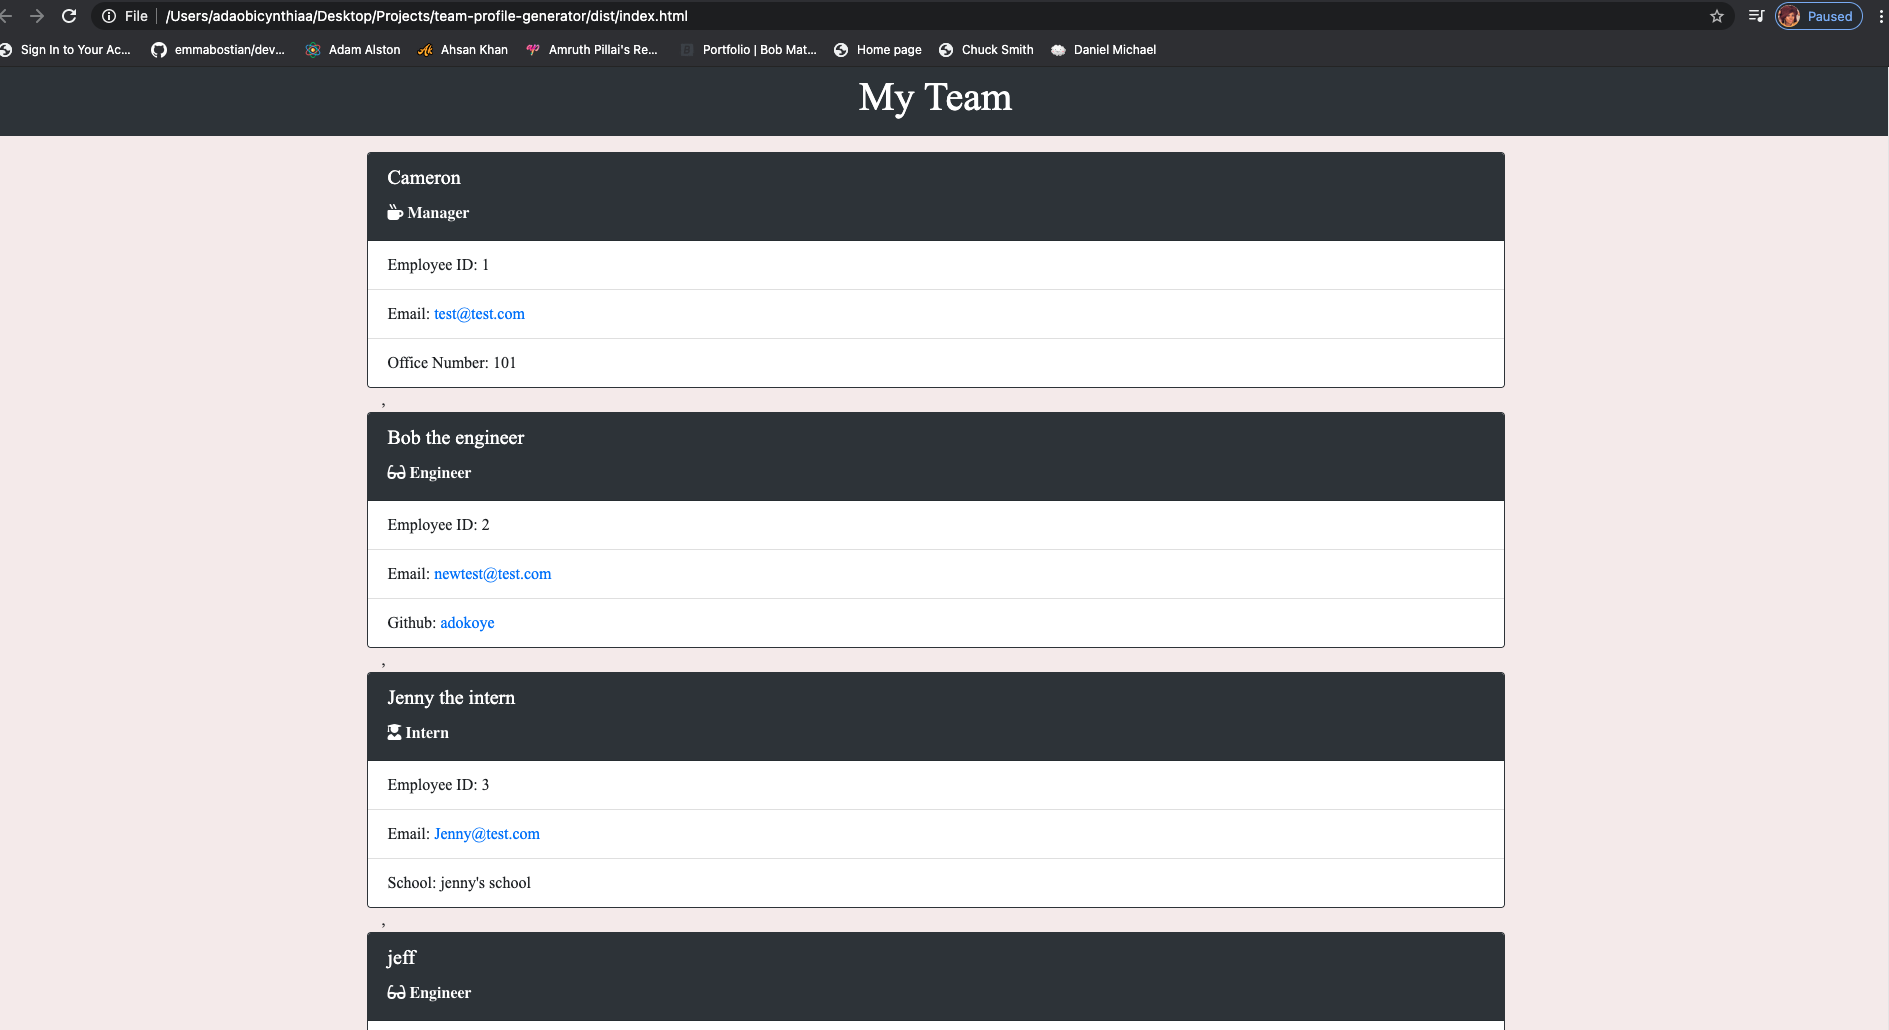 File /Users/adaobicynthiaa/Desktop/Projects/team-profile-generator/dist/index.html Paused
Sign In to Your Ac... emmabostian/dev... Adam Alston Ahsan Khan Amruth Pillai's Re... Portfolio | Bob Mat... Home page Chuck Smith Daniel Michael
My Team
Cameron
Manager
Employee ID: 1
Email: test@test.com
Office Number: 101
,
Bob the engineer
Engineer
Employee ID: 2
Email: newtest@test.com
Github: adokoye
,
Jenny the intern
Intern
Employee ID: 3
Email: Jenny@test.com
School: jenny's school
,
jeff
Engineer